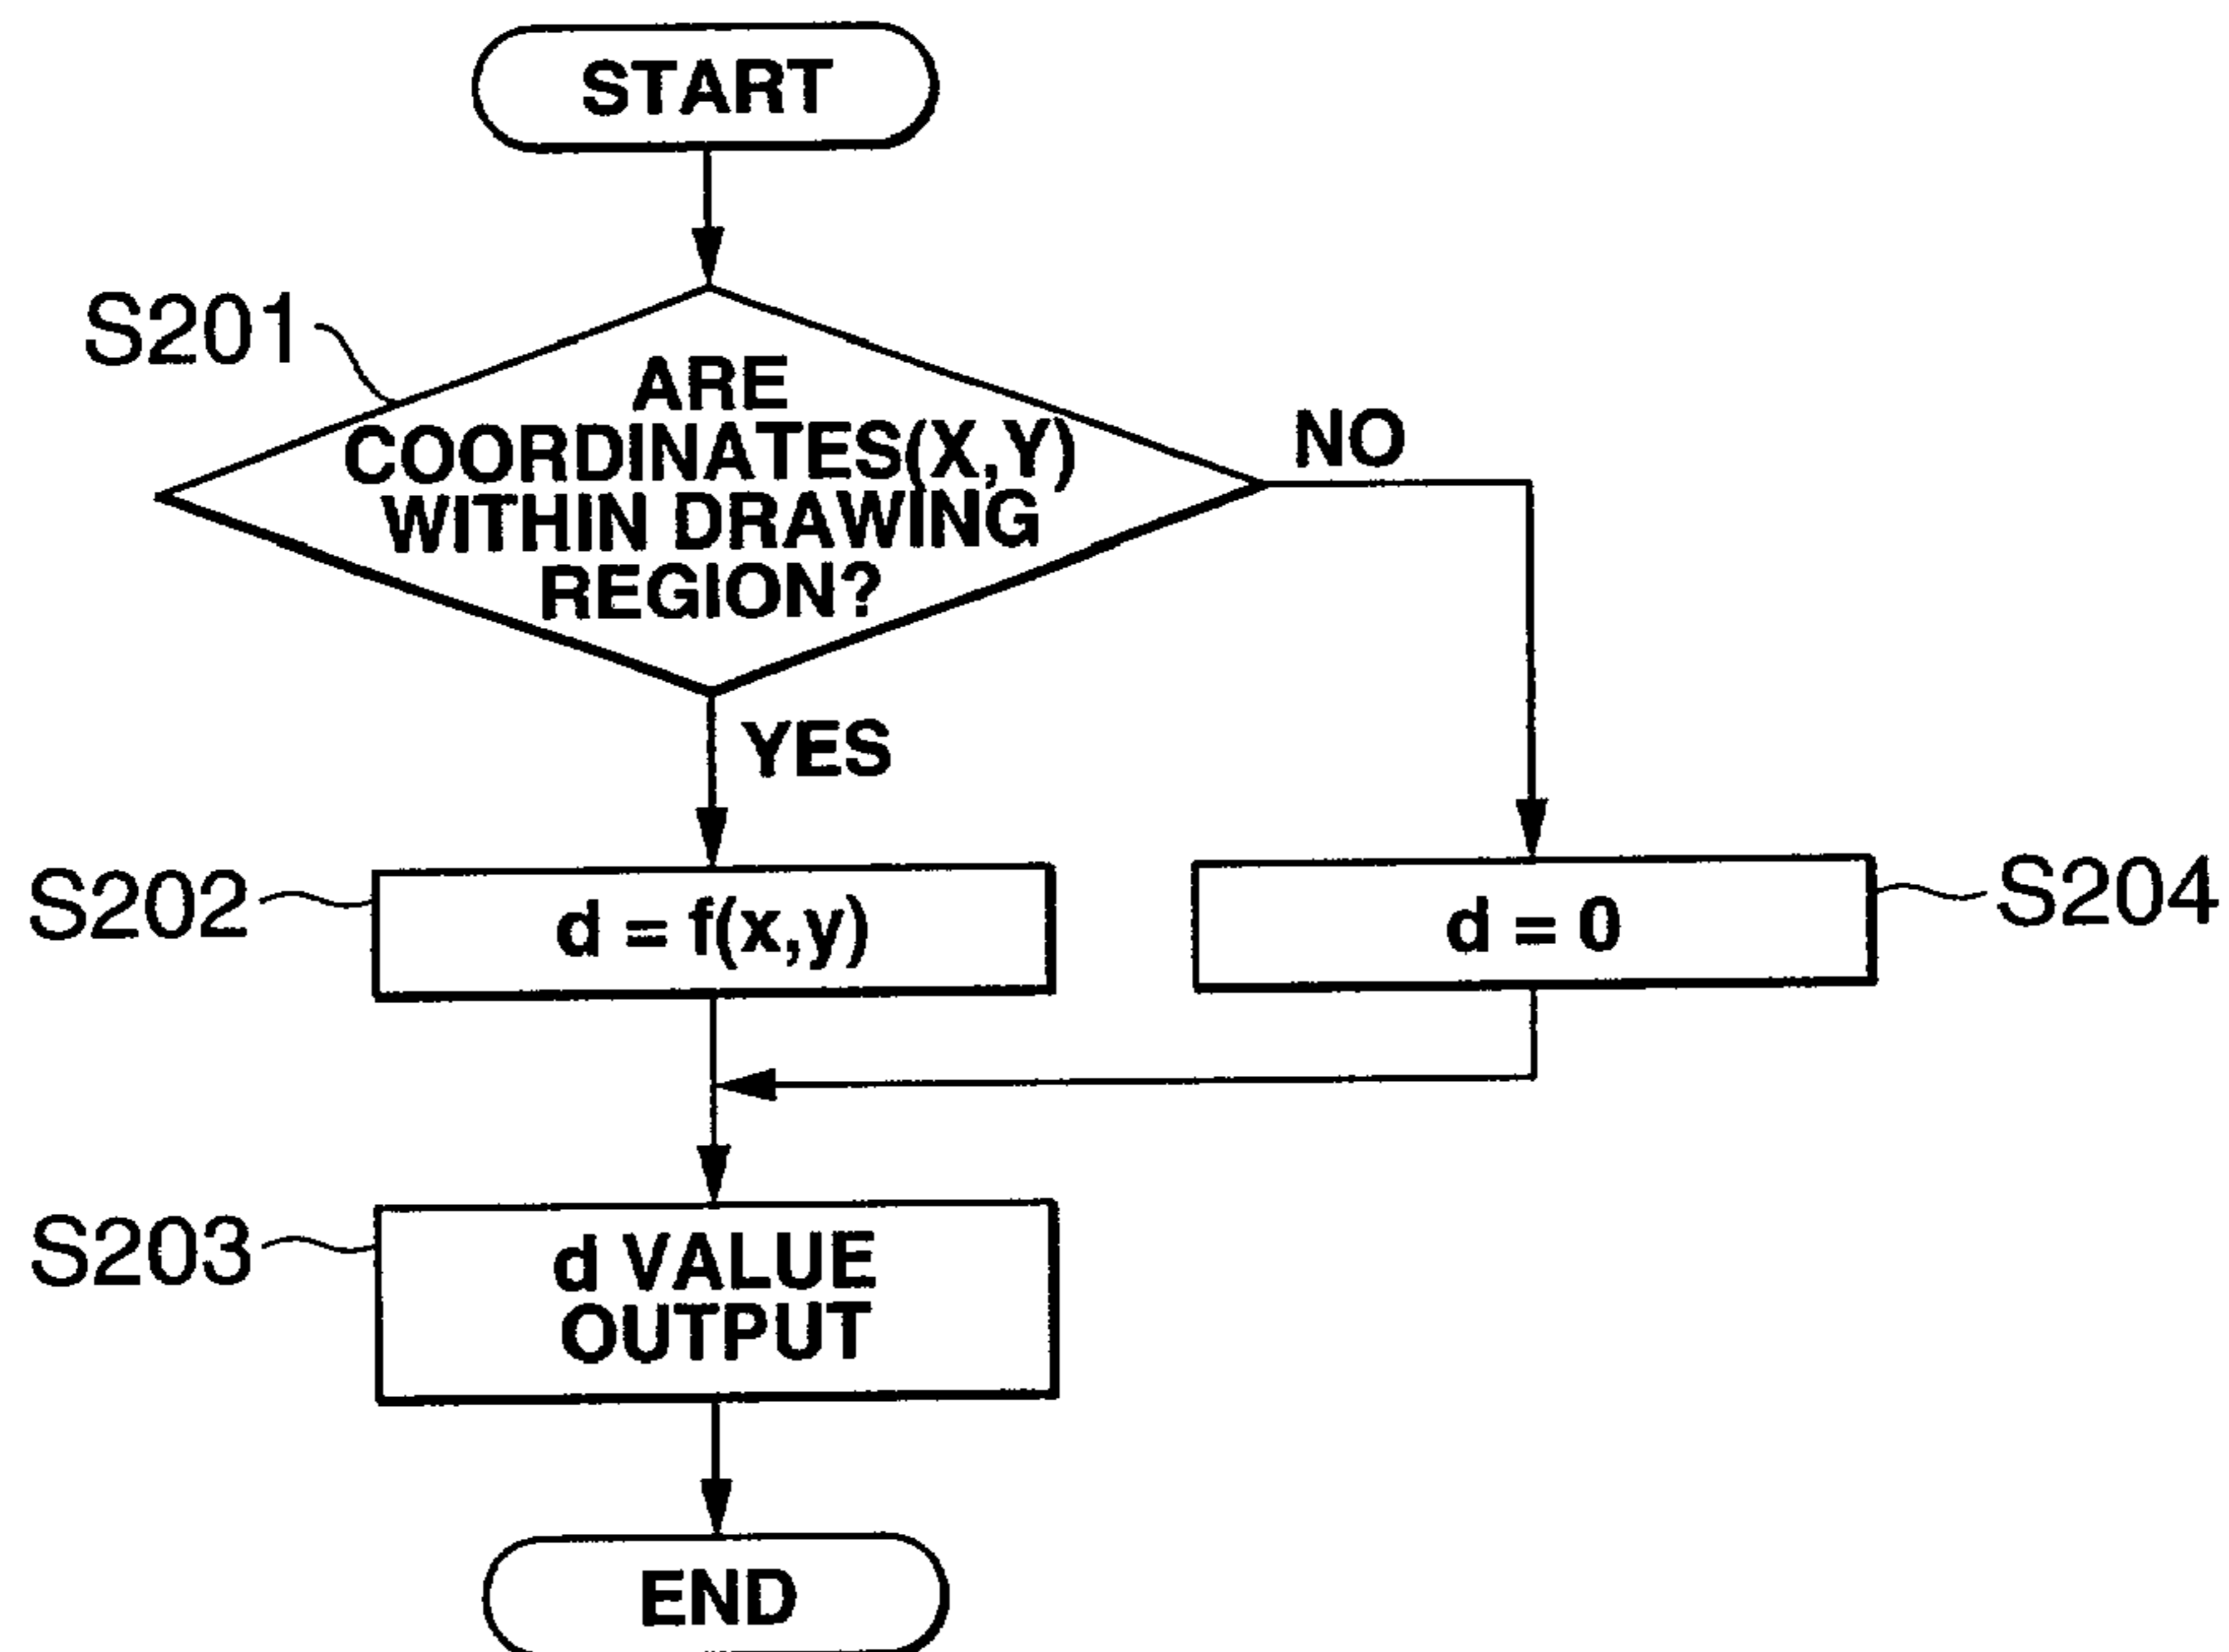 START
S201
ARE
COORDINATES(X,Y)
WITHIN DRAWING
REGION?
NO
YES
S202
d = f(x,y)
d = 0
S204
S203
d VALUE
OUTPUT
END